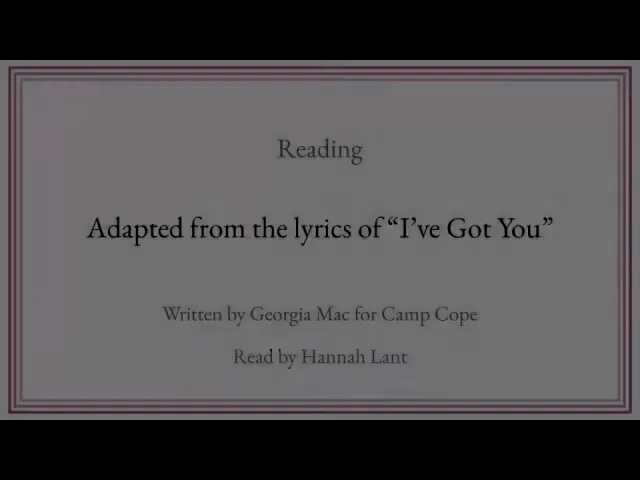 Reading
Adapted from the lyrics of “I’ve Got You”
Written by Georgia Mac for Camp Cope
Read by Hannah Lant